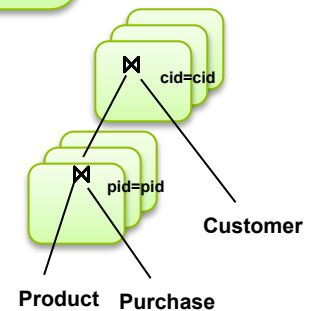 ⋈
cid=cid
⋈
pid=pid
Customer
Product Purchase